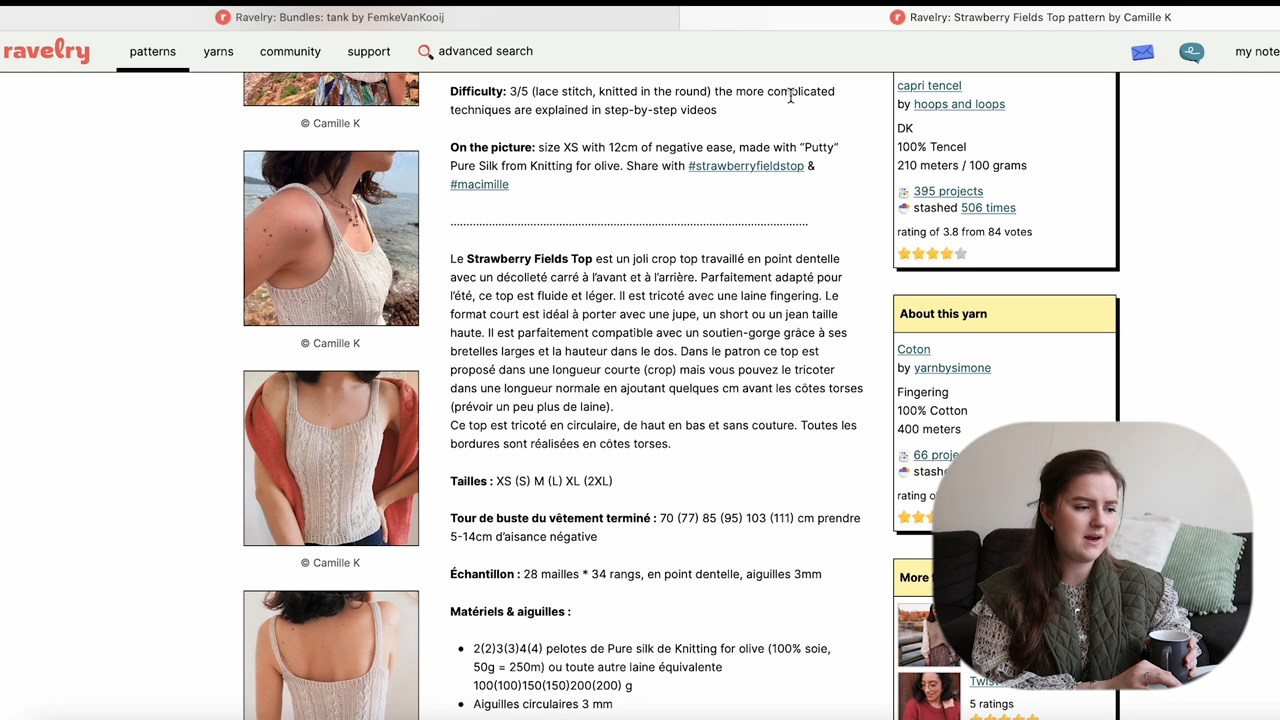 Ravelry: Bundles: tank by FemkeVanKooij
Ravelry: Strawberry Fields Top pattern by Camille K
ravelry
patterns
yarns
community
support
advanced search
my note
© Camille K
© Camille K
© Camille K
Difficulty: 3/5 (lace stitch, knitted in the round) the more complicated
techniques are explained in step-by-step videos
On the picture: size XS with 12cm of negative ease, made with “Putty”
Pure Silk from Knitting for olive. Share with #strawberryfieldstop &
#macimille
Le Strawberry Fields Top est un joli crop top travaillé en point dentelle
avec un décolleté carré à l’avant et à l’arrière. Parfaitement adapté pour
l’été, ce top est fluide et léger. Il est tricoté avec une laine fingering. Le
format court est idéal à porter avec une jupe, un short ou un jean taille
haute. Il est parfaitement compatible avec un soutien-gorge grâce à ses
bretelles larges et la hauteur dans le dos. Dans le patron ce top est
proposé dans une longueur courte (crop) mais vous pouvez le tricoter
dans une longueur normale en ajoutant quelques cm avant les côtes torses
(prévoir un peu plus de laine).
Ce top est tricoté en circulaire, de haut en bas et sans couture. Toutes les
bordures sont réalisées en côtes torses.
Tailles : XS (S) M (L) XL (2XL)
Tour de buste du vêtement terminé : 70 (77) 85 (95) 103 (111) cm prendre
5-14cm d’aisance négative
Échantillon : 28 mailles * 34 rangs, en point dentelle, aiguilles 3mm
Matériels & aiguilles :
• 2(2)3(3)4(4) pelotes de Pure silk de Knitting for olive (100% soie,
50g = 250m) ou toute autre laine équivalente
100(100)150(150)200(200) g
• Aiguilles circulaires 3 mm
capri tencel
by hoops and loops
DK
100% Tencel
210 meters / 100 grams
395 projects
stashed 506 times
rating of 3.8 from 84 votes
About this yarn
Coton
by yarnbysimone
Fingering
100% Cotton
400 meters
66 proje
stash
rating o
More
Twis
5 ratings